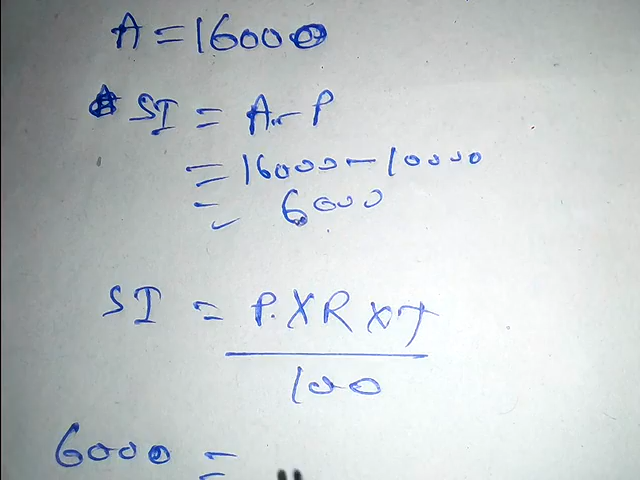 A = 16000
SI = A - P
= 16000 - 10000
= 6000
SI = P. X R X T
100
6000 =